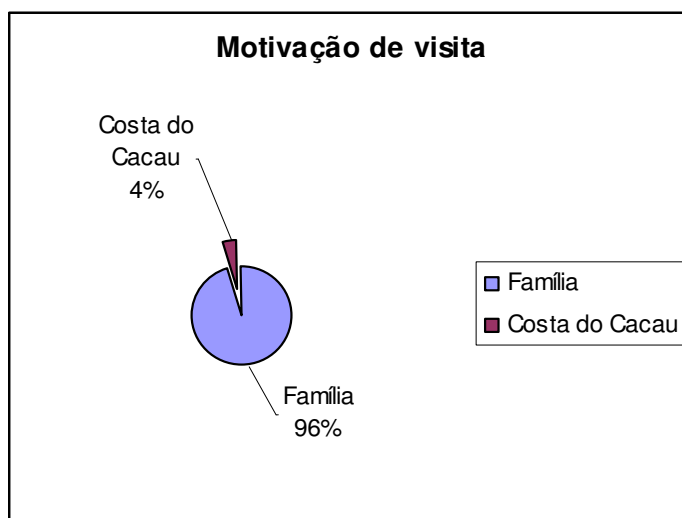 Motivação de visita
Costa do
Cacau
4%
Família
Costa do Cacau
Família
96%